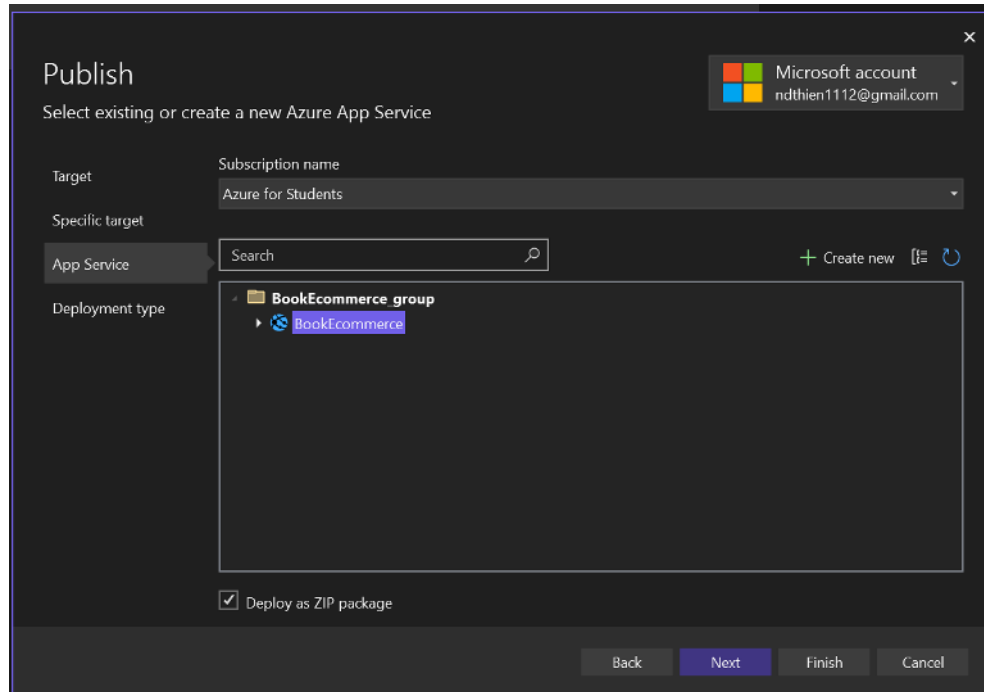 Publish
Microsoft account
ndthien1112@gmail.com
Select existing or create a new Azure App Service
Target
Specific target
App Service
Deployment type
Subscription name
Azure for Students
Search
Create new
BookEcommerce_group
BookEcommerce
Deploy as ZIP package
Back
Next
Finish
Cancel